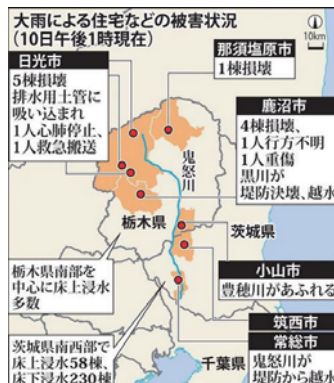 大雨による住宅などの被害状況
(10日午後1時現在)
10km
日光市
5棟損壊
排水用土管に
吸い込まれ
1人心肺停止、
1人救急搬送
那須塩原市
1棟損壊
鹿沼市
4棟損壊、
1人行方不明
1人重傷
黒川が
堤防決壊、越水
鬼怒川
栃木県
茨城県
小山市
豊穂川があふれる
栃木県南部を
中心に床上浸水
多数
筑西市
常総市
鬼怒川が
堤防から越水
茨城県南西部で
床上浸水58棟、
床下浸水230棟
千葉県